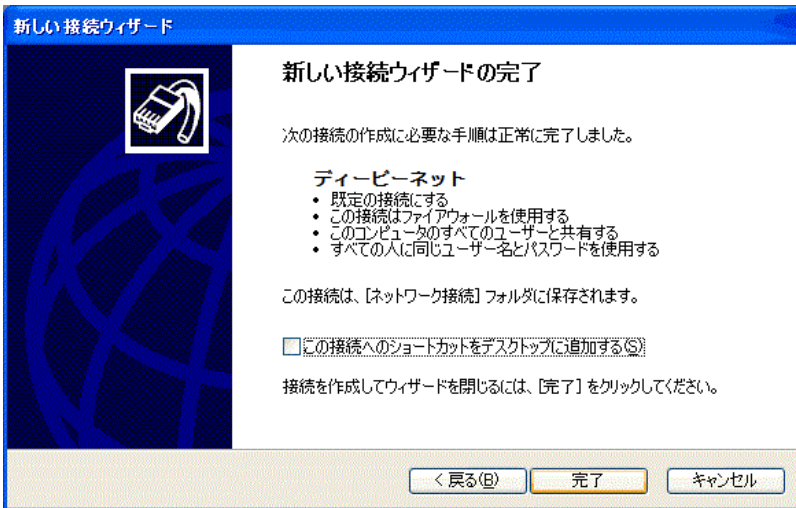 新しい接続ウィザード
新しい接続ウィザードの完了
次の接続の作成に必要な手順は正常に完了しました。
ディーピーネット
• 既定の接続にする
• この接続はファイアウォールを使用する
• このコンピュータのすべてのユーザーと共有する
• すべての人に同じユーザー名とパスワードを使用する
この接続は、[ネットワーク接続] フォルダに保存されます。
この接続へのショートカットをデスクトップに追加する(S)
接続を作成してウィザードを閉じるには、[完了] をクリックしてください。
< 戻る(B) 完了 キャンセル